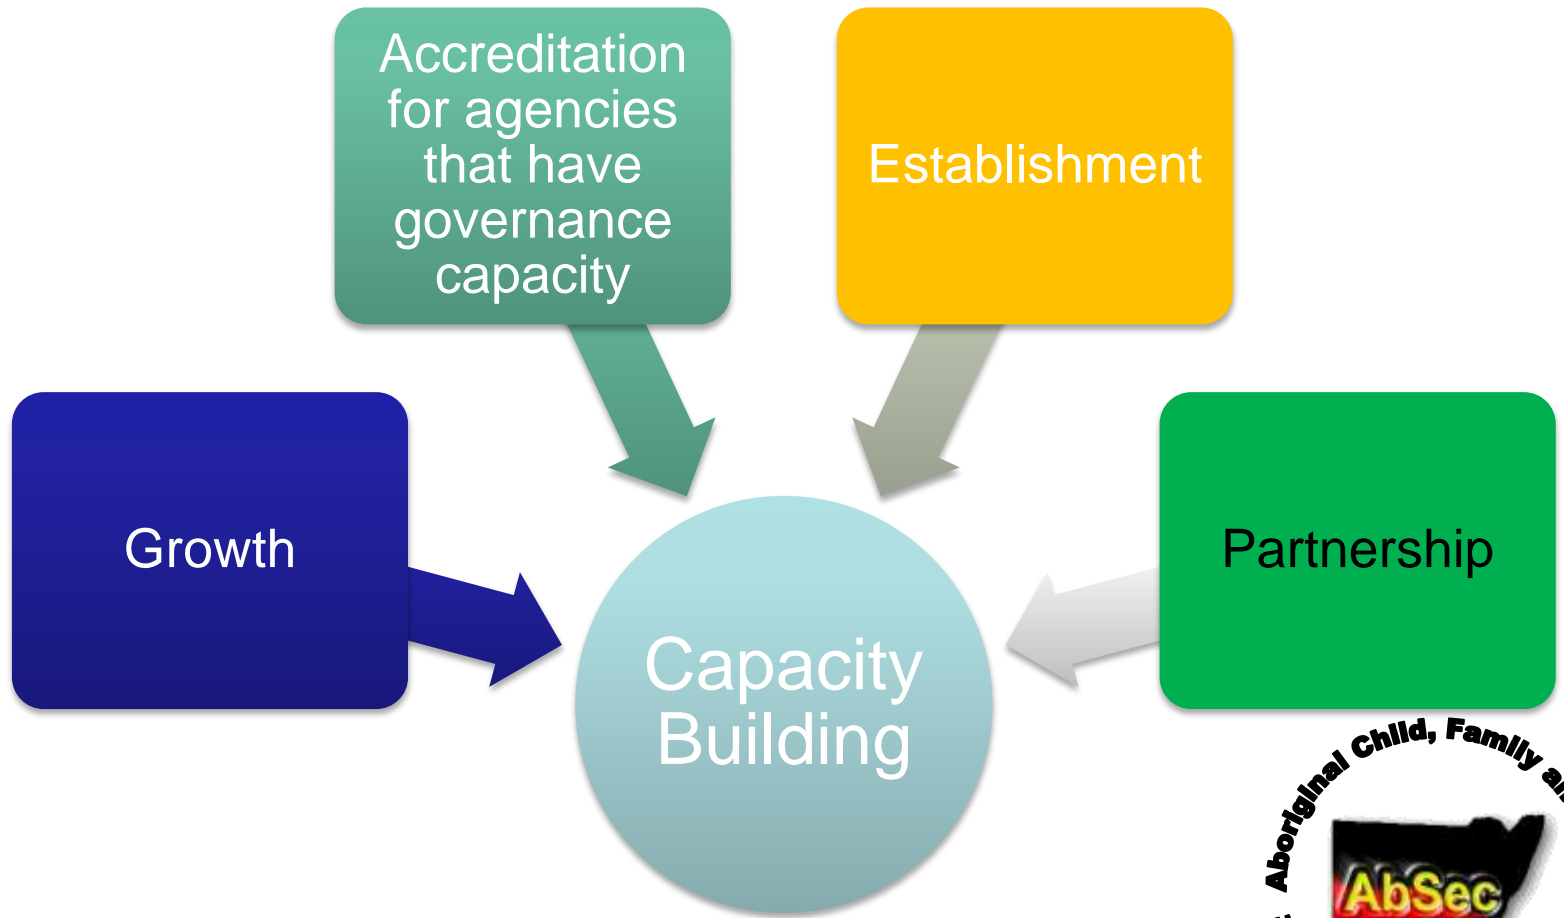 Accreditation
for agencies
that have
governance
capacity
Establishment
Growth
Partnership
Capacity
Building
Aboriginal Child, Family
AbSec